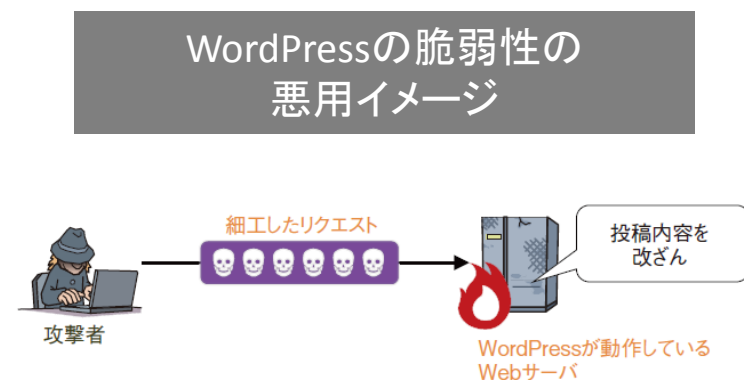 WordPressの脆弱性の
悪用イメージ
細工したリクエスト
投稿内容を
改ざん
攻撃者
WordPressが動作している
Webサーバ